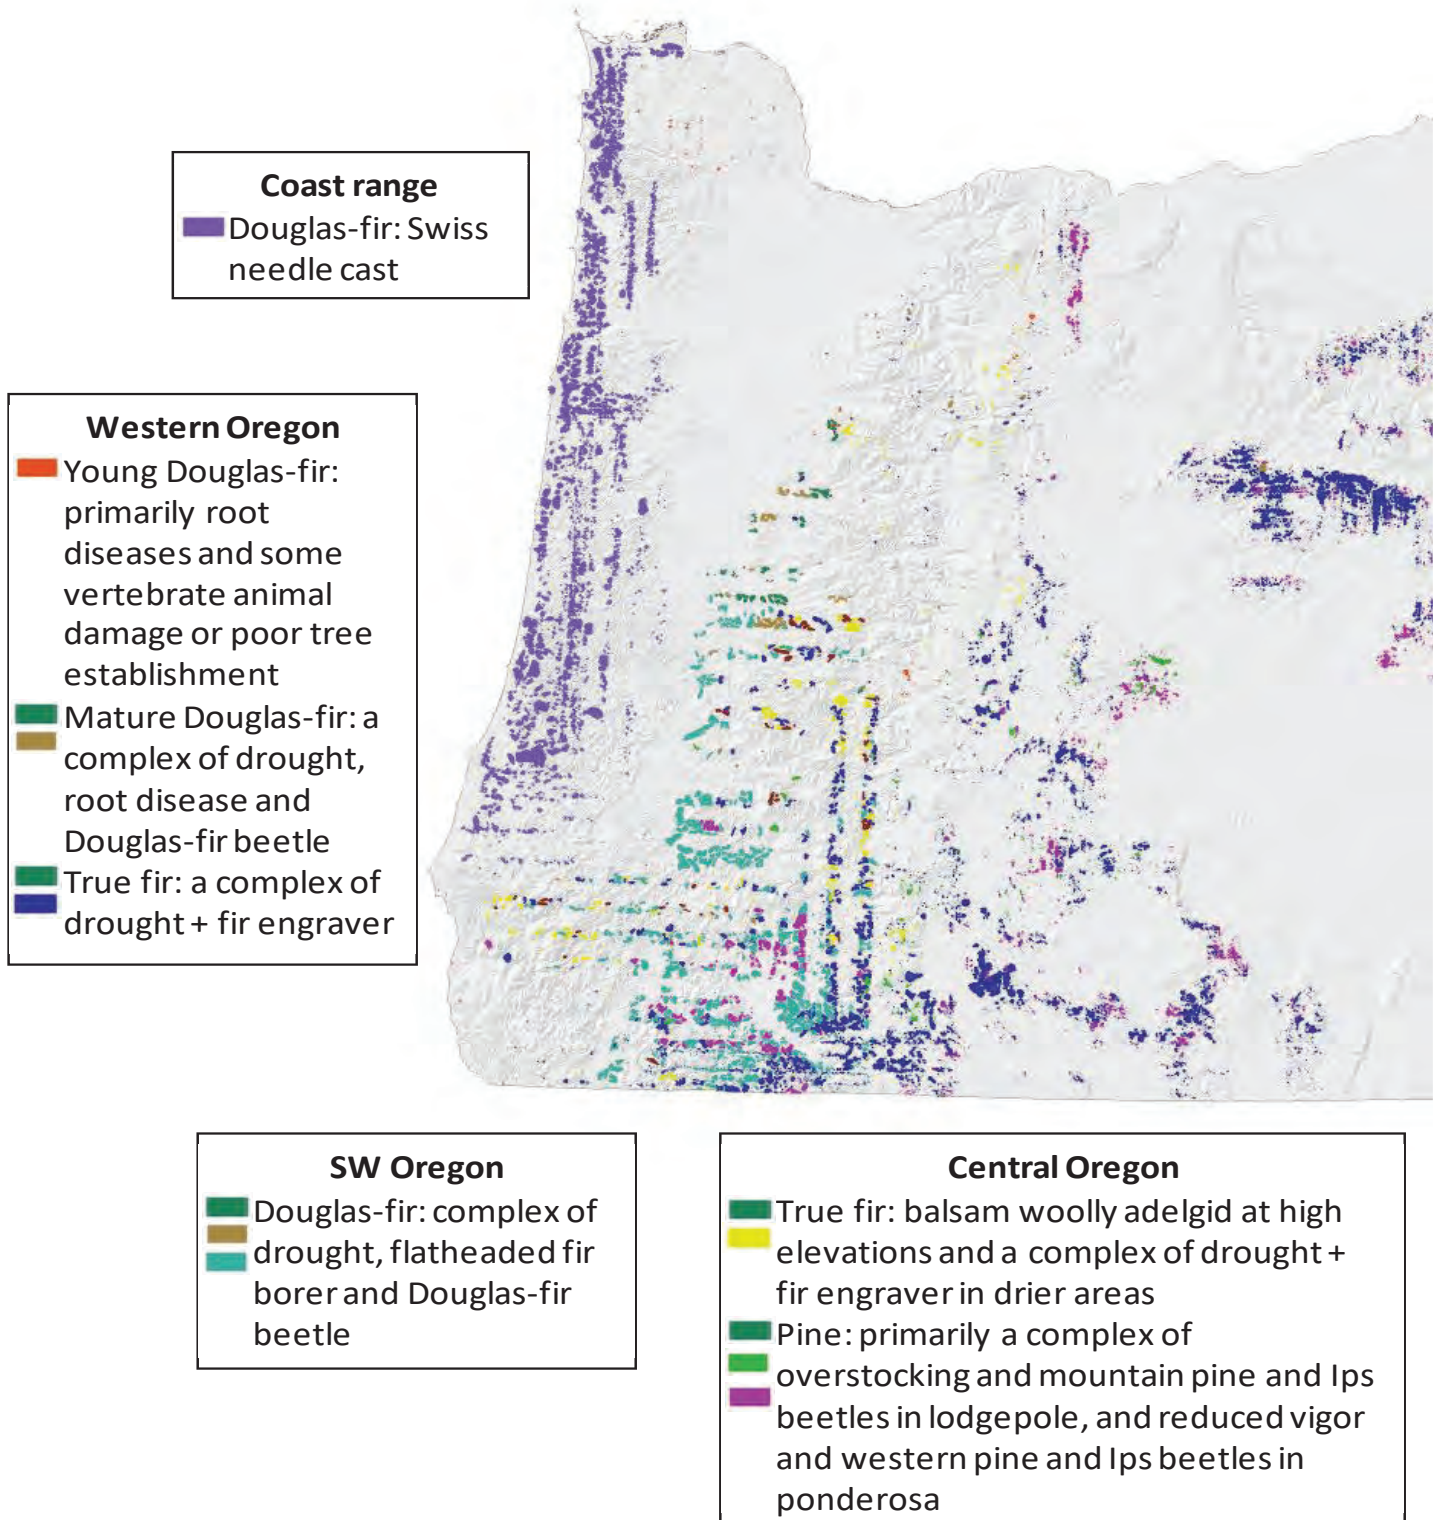 Coast range
Douglas-fir: Swiss
needle cast
Western Oregon
Young Douglas-fir:
primarily root
diseases and some
vertebrate animal
damage or poor tree
establishment
Mature Douglas-fir: a
complex of drought,
root disease and
Douglas-fir beetle
True fir: a complex of
drought + fir engraver
SW Oregon
Douglas-fir: complex of
drought, flatheaded fir
borer and Douglas-fir
beetle
Central Oregon
True fir: balsam woolly adelgid at high
elevations and a complex of drought +
fir engraver in drier areas
Pine: primarily a complex of
overstocking and mountain pine and Ips
beetles in lodgepole, and reduced vigor
and western pine and Ips beetles in
ponderosa